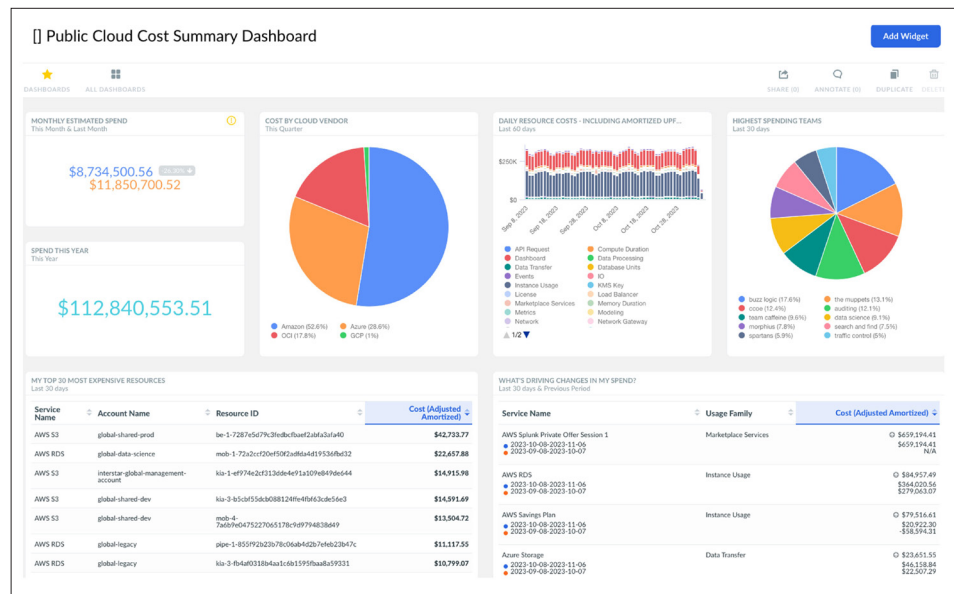 [] Public Cloud Cost Summary Dashboard
Add Widget
DASHBOARDS
ALL DASHBOARDS
SHARE (0)
ANNOTATE (0)
DUPLICATE
DELETE
MONTHLY ESTIMATED SPEND
This Month & Last Month
$8,734,500.56
$11,850,700.52
SPEND THIS YEAR
This Year
$112,840,553.51
COST BY CLOUD VENDOR
This Quarter
Amazon (52.6%)
Azure (28.6%)
OCI (17.8%)
GCP (1%)
DAILY RESOURCE COSTS - INCLUDING AMORTIZED UPF...
Last 60 days
$250K
$0
Sep 8, 2023
Sep 18, 2023
Sep 28, 2023
Oct 8, 2023
Oct 18, 2023
Oct 28, 2023
API Request
Compute Duration
Dashboard
Data Processing
Data Transfer
Database Units
Events
IO
Instance Usage
KMS Key
License
Load Balancer
Marketplace Services
Memory Duration
Metrics
Modeling
Network
Network Gateway
1/2
HIGHEST SPENDING TEAMS
Last 30 days
buzz logic (17.6%)
the muppets (13.1%)
ccoe (12.4%)
auditing (12.1%)
team caffeine (9.6%)
data science (9.1%)
morphius (7.8%)
search and find (7.5%)
spartans (5.9%)
traffic control (5%)
MY TOP 30 MOST EXPENSIVE RESOURCES
Last 30 days
Service Name
Account Name
Resource ID
Cost (Adjusted Amortized)
AWS S3 global-shared-prod be-1-7287e5d79c3fedbcfbaef2abfa3afa40 $42,733.77
AWS RDS global-data-science mob-1-72a2ccf20ef50f2adfda4d19536fbd32 $22,657.88
AWS S3 interstar-global-management-account kia-1-ef974e2cf313dde4e91a109e849de644 $14,915.98
AWS S3 global-shared-dev kia-3-b5cbf55dcb088124ffe4fbf63cde56e3 $14,591.69
AWS S3 global-shared-dev mob-4-7a6b9e0475227065178c9d9794838d49 $13,504.72
AWS RDS global-legacy pipe-1-855f92b23b78c06ab4d2b7efeb23b47c $11,117.55
AWS RDS global-legacy kia-3-fb4af0318b4aa1c6b1595fbaa8a59331 $10,799.07
WHAT'S DRIVING CHANGES IN MY SPEND?
Last 30 days & Previous Period
Service Name
Usage Family
Cost (Adjusted Amortized)
AWS Splunk Private Offer Session 1 Marketplace Services $659,194.41
2023-10-08-2023-11-06 $659,194.41
2023-09-08-2023-10-07 N/A
AWS RDS Instance Usage $84,957.49
2023-10-08-2023-11-06 $364,020.56
2023-09-08-2023-10-07 $279,063.07
AWS Savings Plan Instance Usage $79,516.61
2023-10-08-2023-11-06 $20,922.30
2023-09-08-2023-10-07 -$58,594.31
Azure Storage Data Transfer $23,651.55
2023-10-08-2023-11-06 $46,158.84
2023-09-08-2023-10-07 $22,507.29